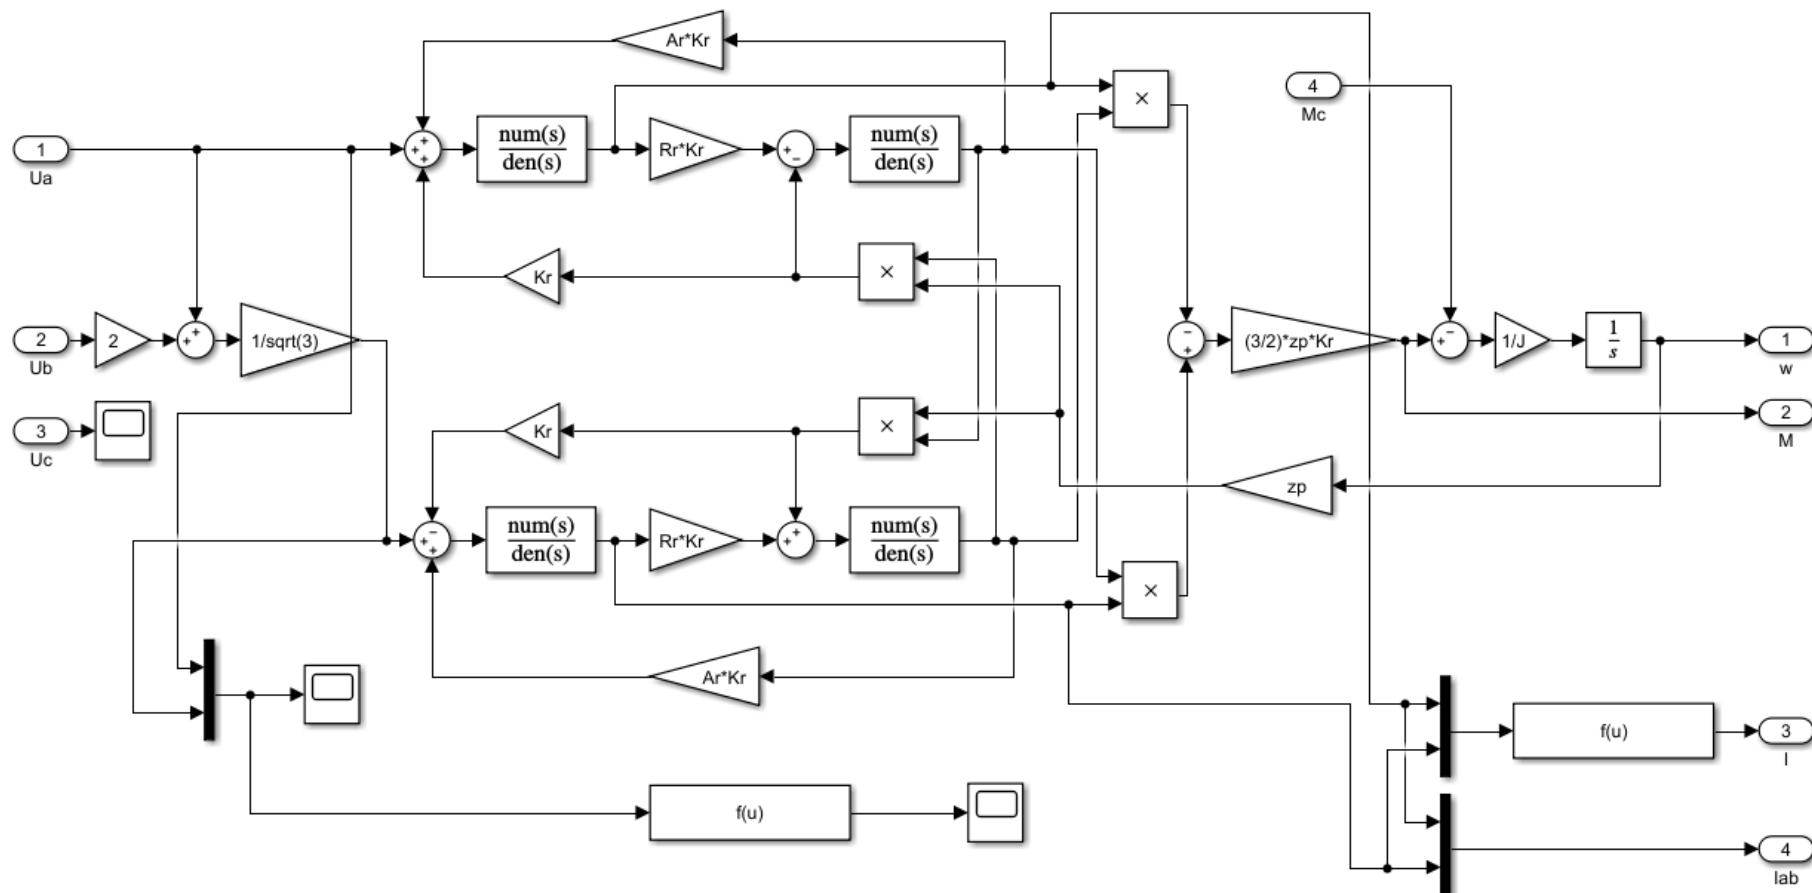 Ar*Kr
4
Mc
×
1
Ua
num(s)
den(s)
Rr*Kr
num(s)
den(s)
Kr
×
2
Ub
2
1/sqrt(3)
(3/2)*zp*Kr
1/J
1
s
1
w
3
Uc
Kr
×
2
M
zp
num(s)
den(s)
Rr*Kr
num(s)
den(s)
×
Ar*Kr
f(u)
3
I
f(u)
4
Iab